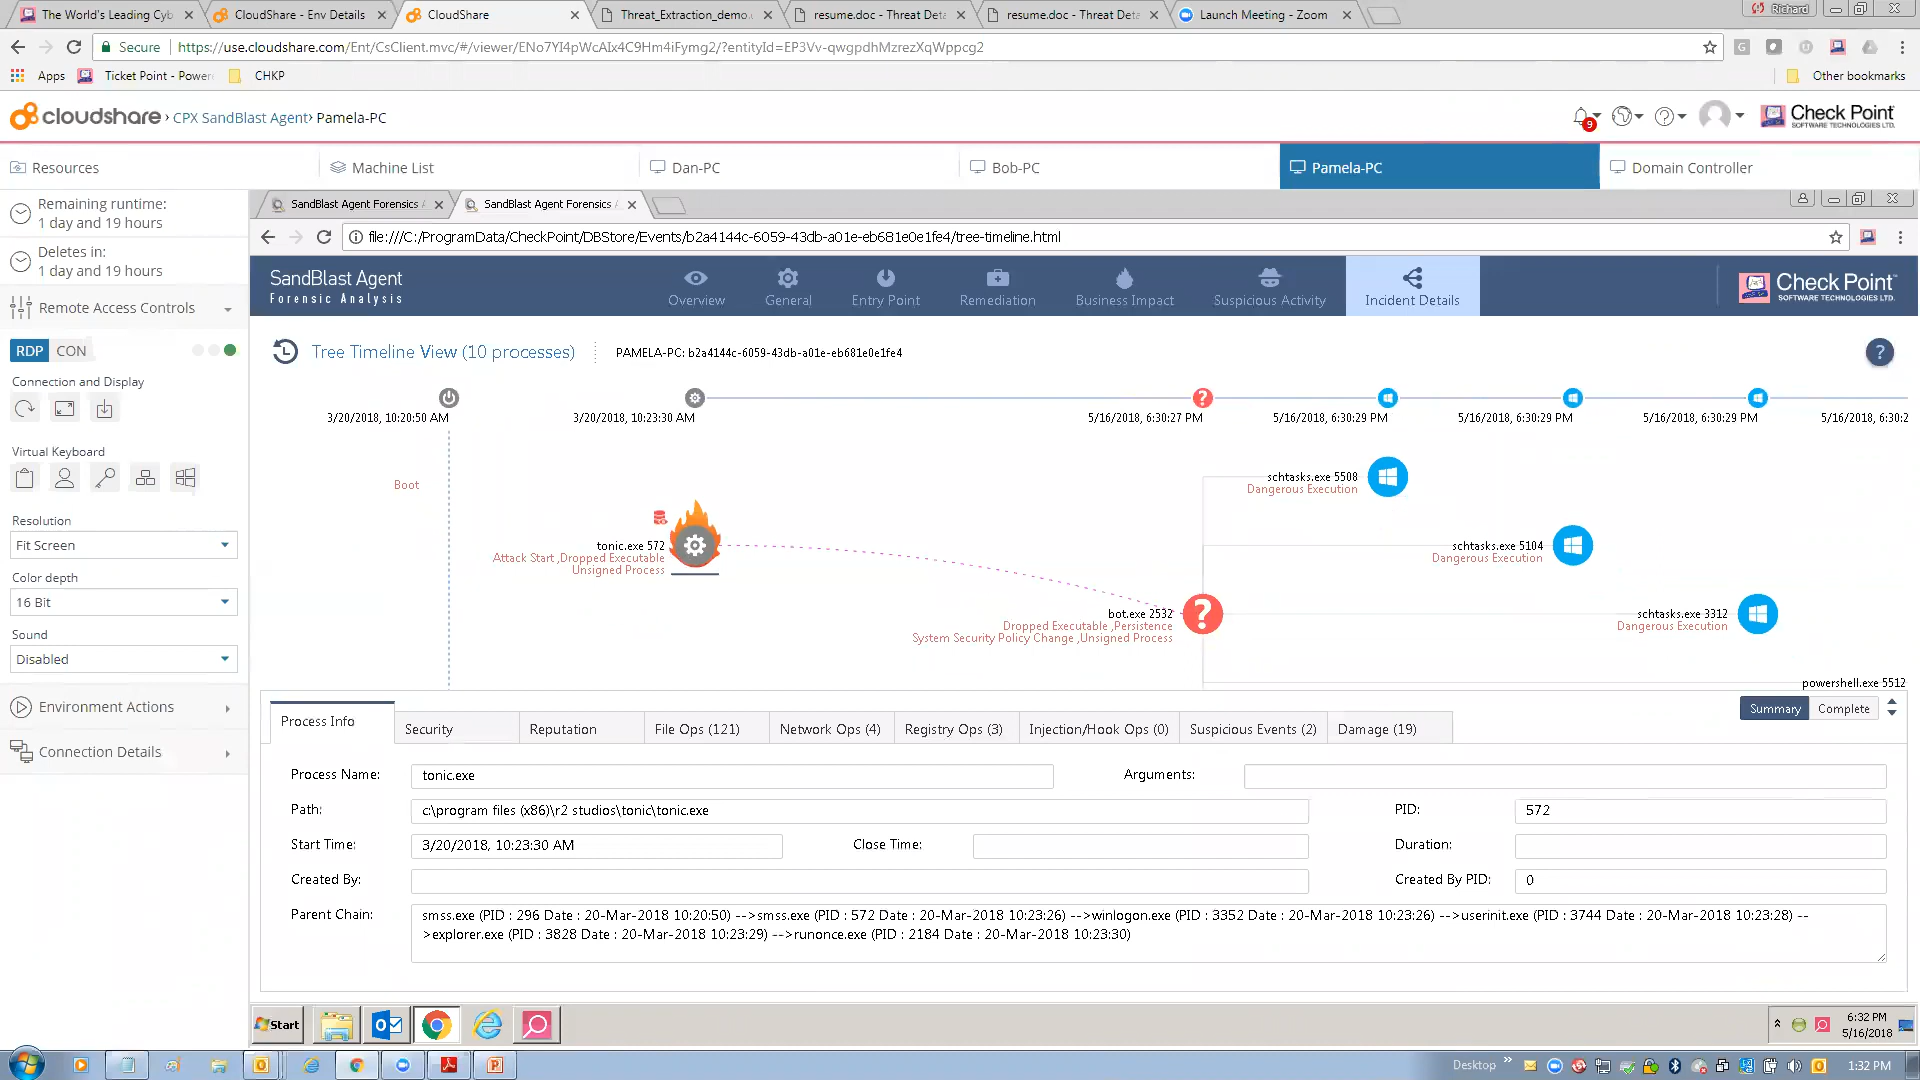 The World's Leading Cyb
CloudShare - Env Details
CloudShare
Threat_Extraction_demo.
resume.doc - Threat Deta
resume.doc - Threat Deta
Launch Meeting - Zoom
Richard
Secure
https://use.cloudshare.com/Ent/CsClient.mvc/#/viewer/ENo7YI4pWcAIx4C9Hm4iFymg2/?entityId=EP3Vv-qwgpdhMzrezXqWppcg2
Apps
Ticket Point - Power
CHKP
Other bookmarks
cloudshare › CPX SandBlast Agent› Pamela-PC
9
Check Point
SOFTWARE TECHNOLOGIES LTD.
Resources
Machine List
Dan-PC
Bob-PC
Pamela-PC
Domain Controller
Remaining runtime:
1 day and 19 hours
Deletes in:
1 day and 19 hours
Remote Access Controls
RDP CON
Connection and Display
Virtual Keyboard
Resolution
Fit Screen
Color depth
16 Bit
Sound
Disabled
Environment Actions
Connection Details
SandBlast Agent Forensics A
SandBlast Agent Forensics A
file:///C:/ProgramData/CheckPoint/DBStore/Events/b2a4144c-6059-43db-a01e-eb681e0e1fe4/tree-timeline.html
SandBlast Agent
Forensic Analysis
Overview
General
Entry Point
Remediation
Business Impact
Suspicious Activity
Incident Details
Check Point
SOFTWARE TECHNOLOGIES LTD.
Tree Timeline View (10 processes)
PAMELA-PC: b2a4144c-6059-43db-a01e-eb681e0e1fe4
?
?
3/20/2018, 10:20:50 AM
3/20/2018, 10:23:30 AM
5/16/2018, 6:30:27 PM
5/16/2018, 6:30:29 PM
5/16/2018, 6:30:29 PM
5/16/2018, 6:30:29 PM
5/16/2018, 6:30:2
Boot
schtasks.exe 5508
Dangerous Execution
tonic.exe 572
Attack Start ,Dropped Executable
Unsigned Process
schtasks.exe 5104
Dangerous Execution
bot.exe 2532
Dropped Executable ,Persistence
System Security Policy Change ,Unsigned Process
?
schtasks.exe 3312
Dangerous Execution
powershell.exe 5512
Process Info
Security
Reputation
File Ops (121)
Network Ops (4)
Registry Ops (3)
Injection/Hook Ops (0)
Suspicious Events (2)
Damage (19)
Summary
Complete
Process Name:
tonic.exe
Arguments:
Path:
c:\program files (x86)\r2 studios\tonic\tonic.exe
PID:
572
Start Time:
3/20/2018, 10:23:30 AM
Close Time:
Duration:
Created By:
Created By PID:
0
Parent Chain:
smss.exe (PID : 296 Date : 20-Mar-2018 10:20:50) -->smss.exe (PID : 572 Date : 20-Mar-2018 10:23:26) -->winlogon.exe (PID : 3352 Date : 20-Mar-2018 10:23:26) -->userinit.exe (PID : 3744 Date : 20-Mar-2018 10:23:28) --
>explorer.exe (PID : 3828 Date : 20-Mar-2018 10:23:29) -->runonce.exe (PID : 2184 Date : 20-Mar-2018 10:23:30)
Start
6:32 PM
5/16/2018
Desktop
1:32 PM